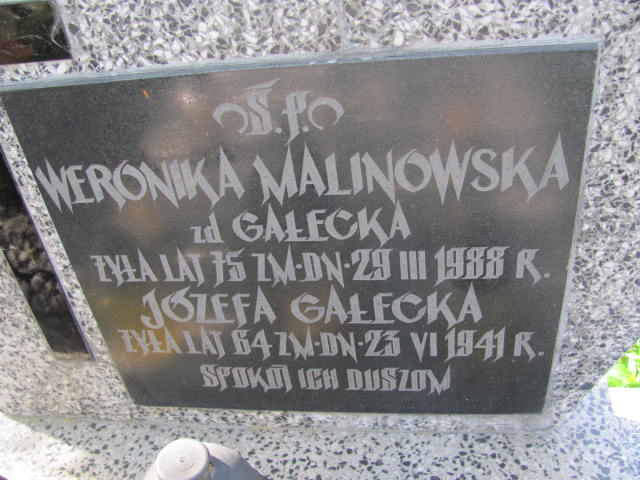 Ś.P.
WERONIKA MALINOWSKA
zd GAŁECKA
ŻYŁA LAT 75 ZM·DN·29 III 1988 R.
JÓZEFA GAŁECKA
ŻYŁA LAT 64 ZM·DN·23 VI 1941 R.
SPOKÓJ ICH DUSZOM